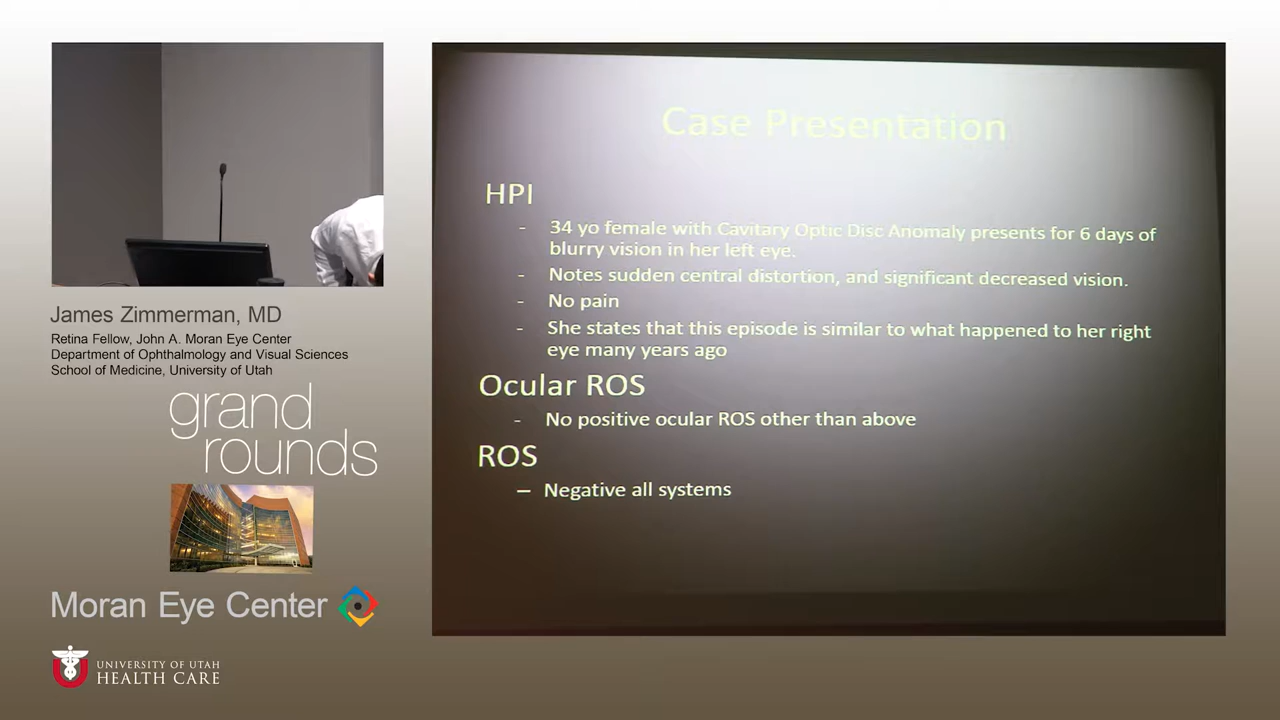 James Zimmerman, MD
Retina Fellow, John A. Moran Eye Center
Department of Ophthalmology and Visual Sciences
School of Medicine, University of Utah
grand
rounds
Moran Eye Center
UNIVERSITY OF UTAH
HEALTH CARE
Case Presentation
HPI
- 34 yo female with Cavitary Optic Disc Anomaly presents for 6 days of
blurry vision in her left eye.
- Notes sudden central distortion, and significant decreased vision.
- No pain
- She states that this episode is similar to what happened to her right
eye many years ago
Ocular ROS
- No positive ocular ROS other than above
ROS
– Negative all systems